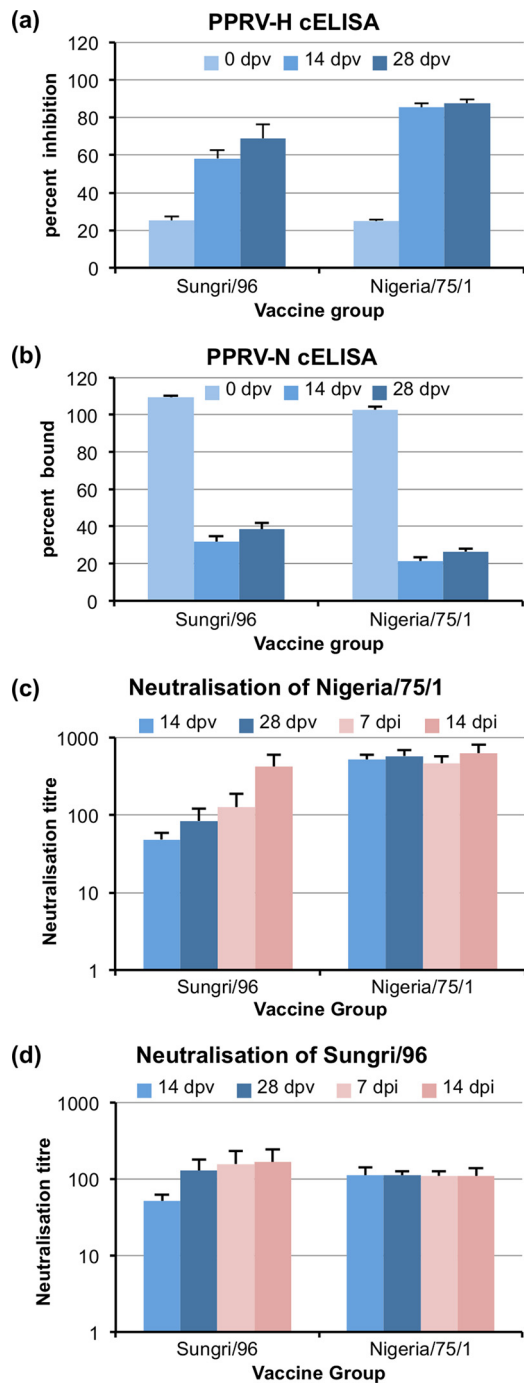 (a)
PPRV-H cELISA
0 dpv 14 dpv 28 dpv
percent inhibition
100
80
60
40
20
0
Sungri/96 Nigeria/75/1
Vaccine group
(b)
PPRV-N cELISA
0 dpv 14 dpv 28 dpv
percent bound
120
100
80
60
40
20
0
Sungri/96 Nigeria/75/1
Vaccine group
(c)
Neutralisation of Nigeria/75/1
14 dpv 28 dpv 7 dpi 14 dpi
Neutralisation titre
1000
100
10
1
Sungri/96 Nigeria/75/1
Vaccine Group
(d)
Neutralisation of Sungri/96
14 dpv 28 dpv 7 dpi 14 dpi
Neutralisation titre
1000
100
10
1
Sungri/96 Nigeria/75/1
Vaccine Group